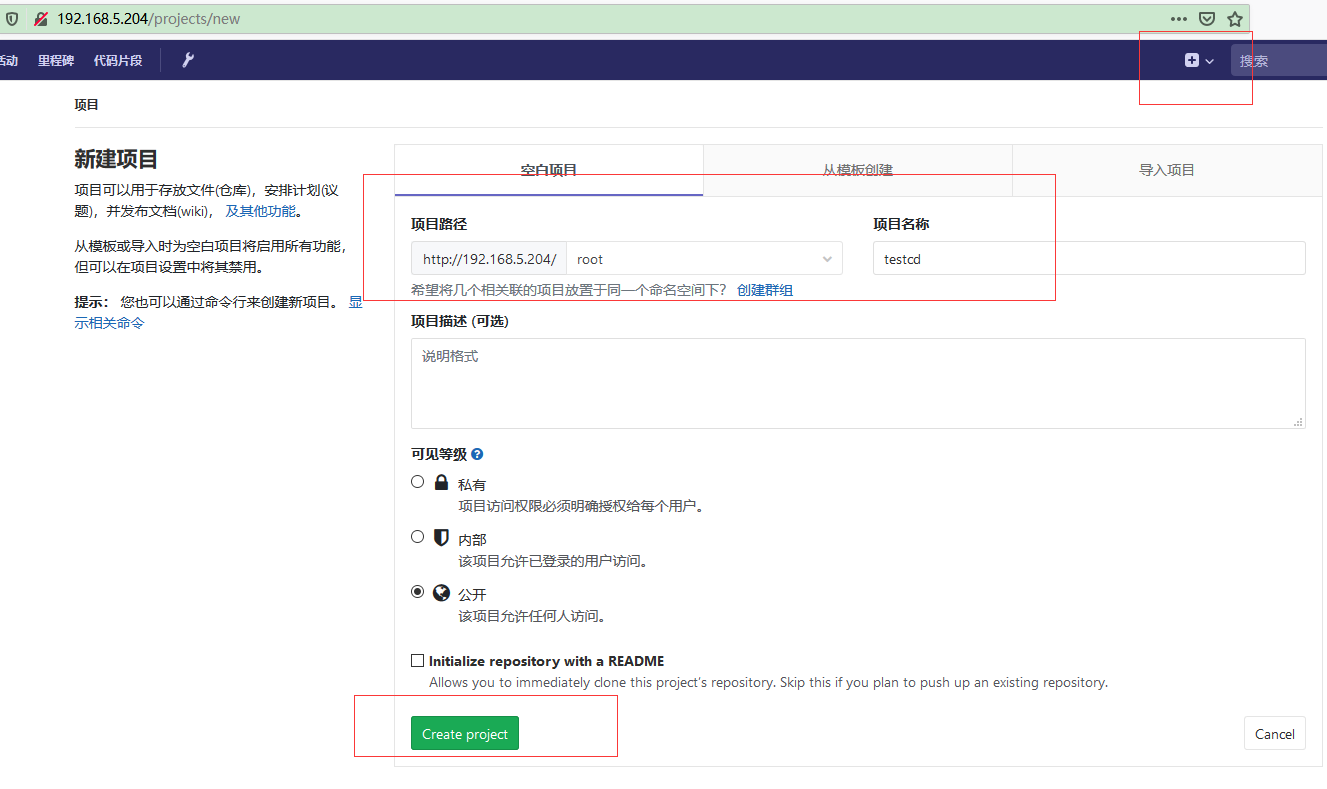 192.168.5.204/projects/new
活动 里程碑 代码片段 搜索
项目
新建项目
项目可以用于存放文件(仓库)，安排计划(议
题)，并发布文档(wiki)， 及其他功能。
从模板或导入时为空白项目将启用所有功能，
但可以在项目设置中将其禁用。
提示： 您也可以通过命令行来创建新项目。 显
示相关命令
空白项目 从模板创建 导入项目
项目路径 项目名称
http://192.168.5.204/ root testcd
希望将几个相关联的项目放置于同一个命名空间下？ 创建群组
项目描述 (可选)
说明格式
可见等级
私有
项目访问权限必须明确授权给每个用户。
内部
该项目允许已登录的用户访问。
公开
该项目允许任何人访问。
Initialize repository with a README
Allows you to immediately clone this project's repository. Skip this if you plan to push up an existing repository.
Create project Cancel